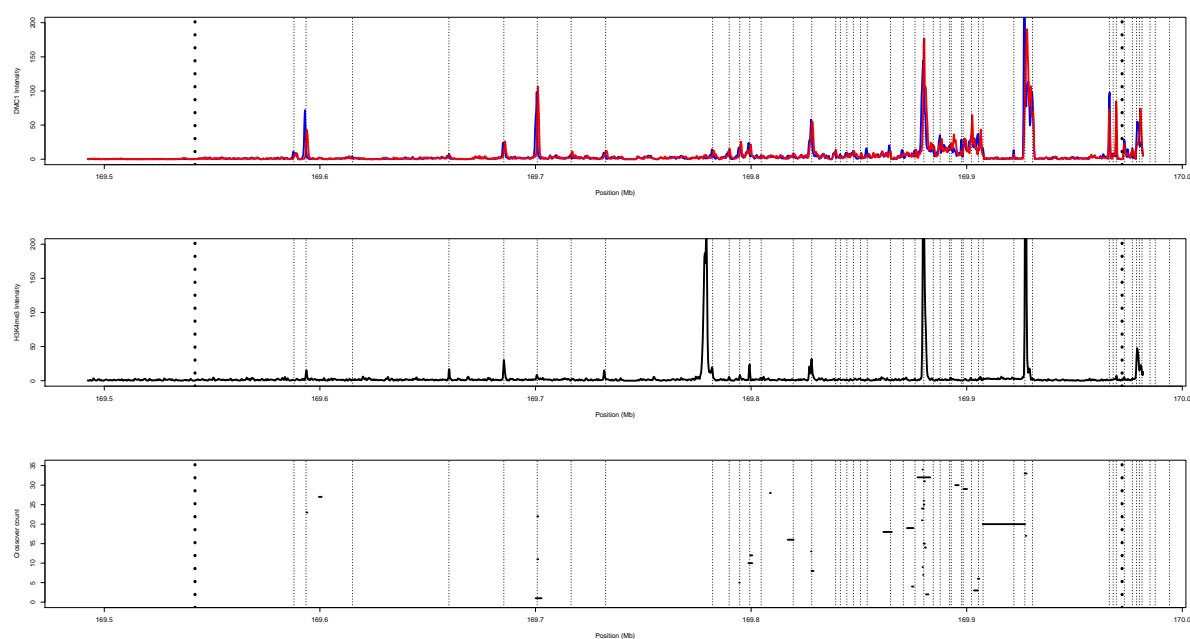 DMC1 Intensity
0 50 100 150 200
169.5 169.6 169.7 169.8 169.9 170.0
Position (Mb)
H3K4me3 Intensity
0 50 100 150 200
169.5 169.6 169.7 169.8 169.9 170.0
Position (Mb)
Crossover count
0 5 10 15 20 25 30 35
169.5 169.6 169.7 169.8 169.9 170.0
Position (Mb)